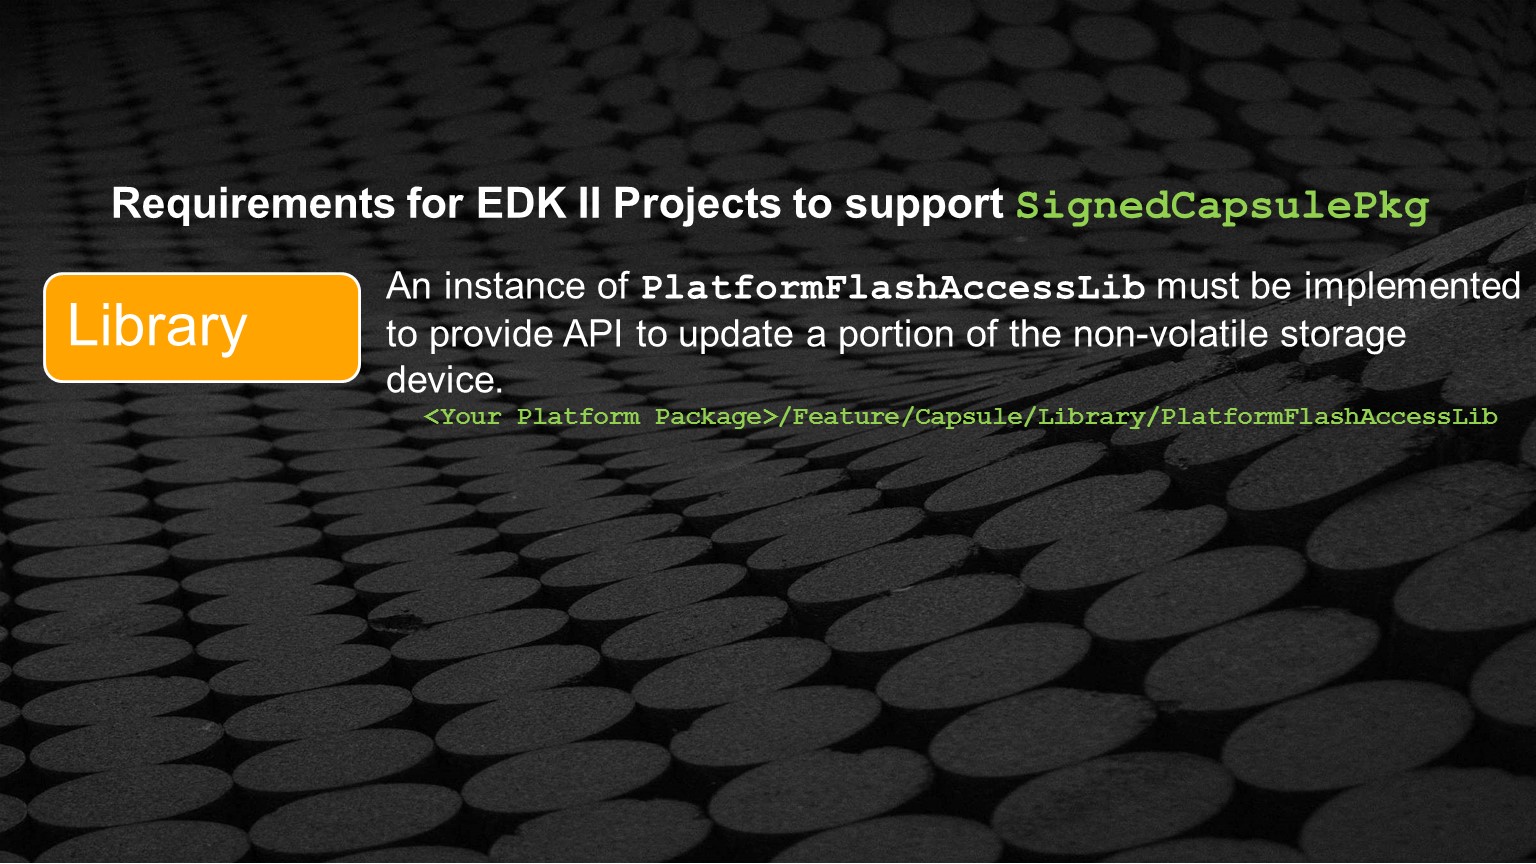 Requirements for EDK II Projects to support SignedCapsulePkg
Library
An instance of PlatformFlashAccessLib must be implemented
to provide API to update a portion of the non-volatile storage
device.
<Your Platform Package>/Feature/Capsule/Library/PlatformFlashAccessLib